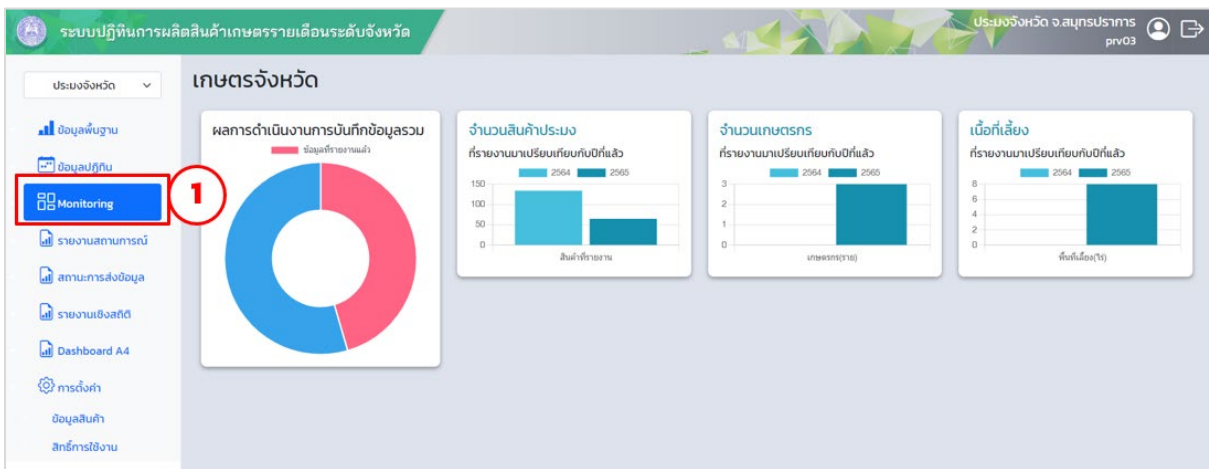 ระบบปฏิทินการผลิตสินค้าเกษตรรายเดือนระดับจังหวัด
ประมงจังหวัด จ.สมุทรปราการ
prv03
ประมงจังหวัด
ข้อมูลพื้นฐาน
ข้อมูลปฏิทิน
Monitoring
1
รายงานสถานการณ์
สถานะการส่งข้อมูล
รายงานเชิงสถิติ
Dashboard A4
การตั้งค่า
ข้อมูลสินค้า
สิทธิ์การใช้งาน
เกษตรจังหวัด
ผลการดำเนินงานการบันทึกข้อมูลรวม
ข้อมูลที่รายงานแล้ว
จำนวนสินค้าประมง
ที่รายงานมาเปรียบเทียบกับปีที่แล้ว
2564 2565
150
100
50
0
สินค้าที่รายงาน
จำนวนเกษตรกร
ที่รายงานมาเปรียบเทียบกับปีที่แล้ว
2564 2565
3
2
1
0
เกษตรกร(ราย)
เนื้อที่เลี้ยง
ที่รายงานมาเปรียบเทียบกับปีที่แล้ว
2564 2565
8
6
4
2
0
พื้นที่เลี้ยง(ไร่)